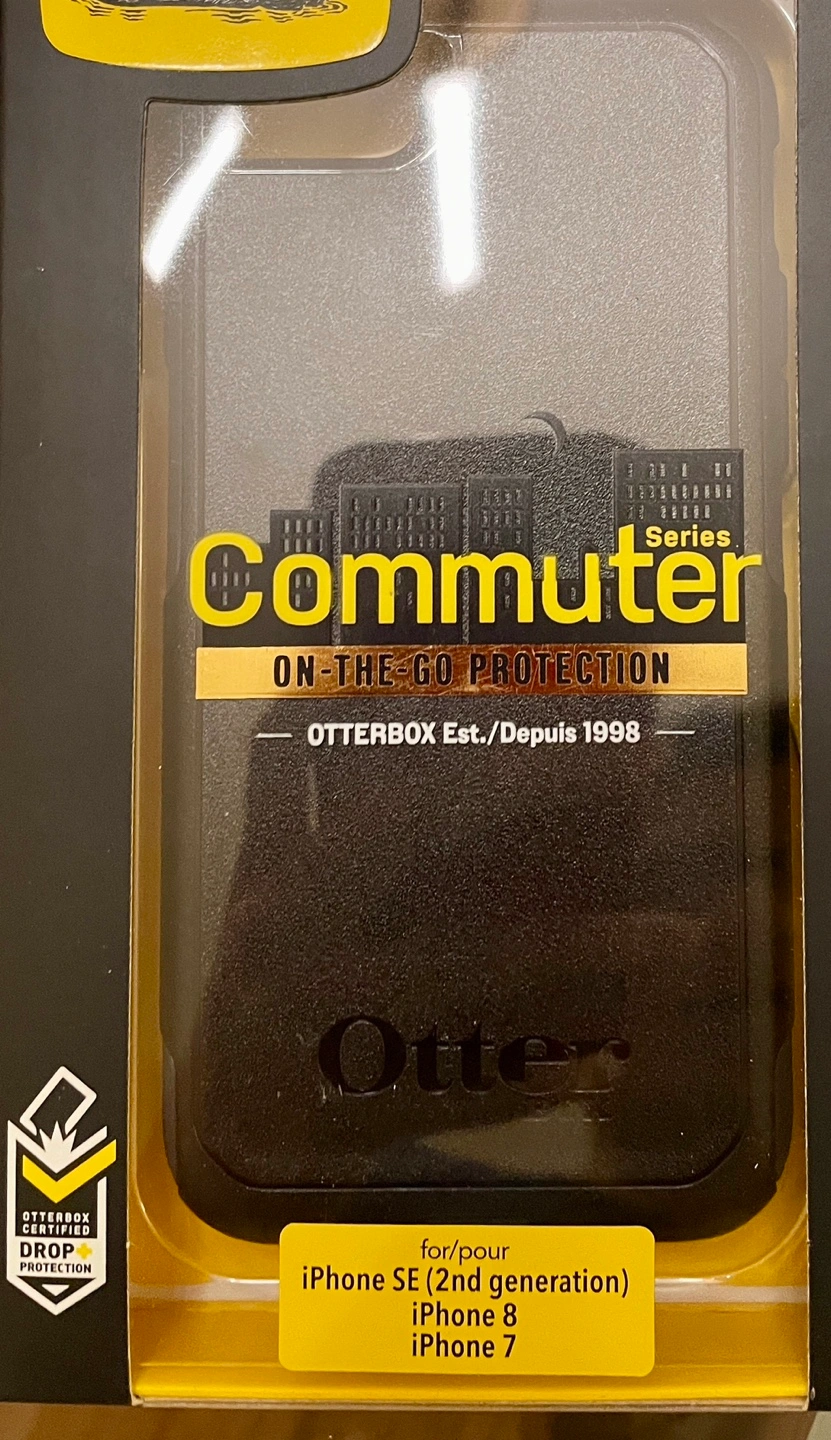 Series
Commuter
ON-THE-GO PROTECTION
OTTERBOX Est./Depuis 1998
Otter
OTTERBOX
CERTIFIED
DROP+
PROTECTION
for/pour
iPhone SE (2nd generation)
iPhone 8
iPhone 7